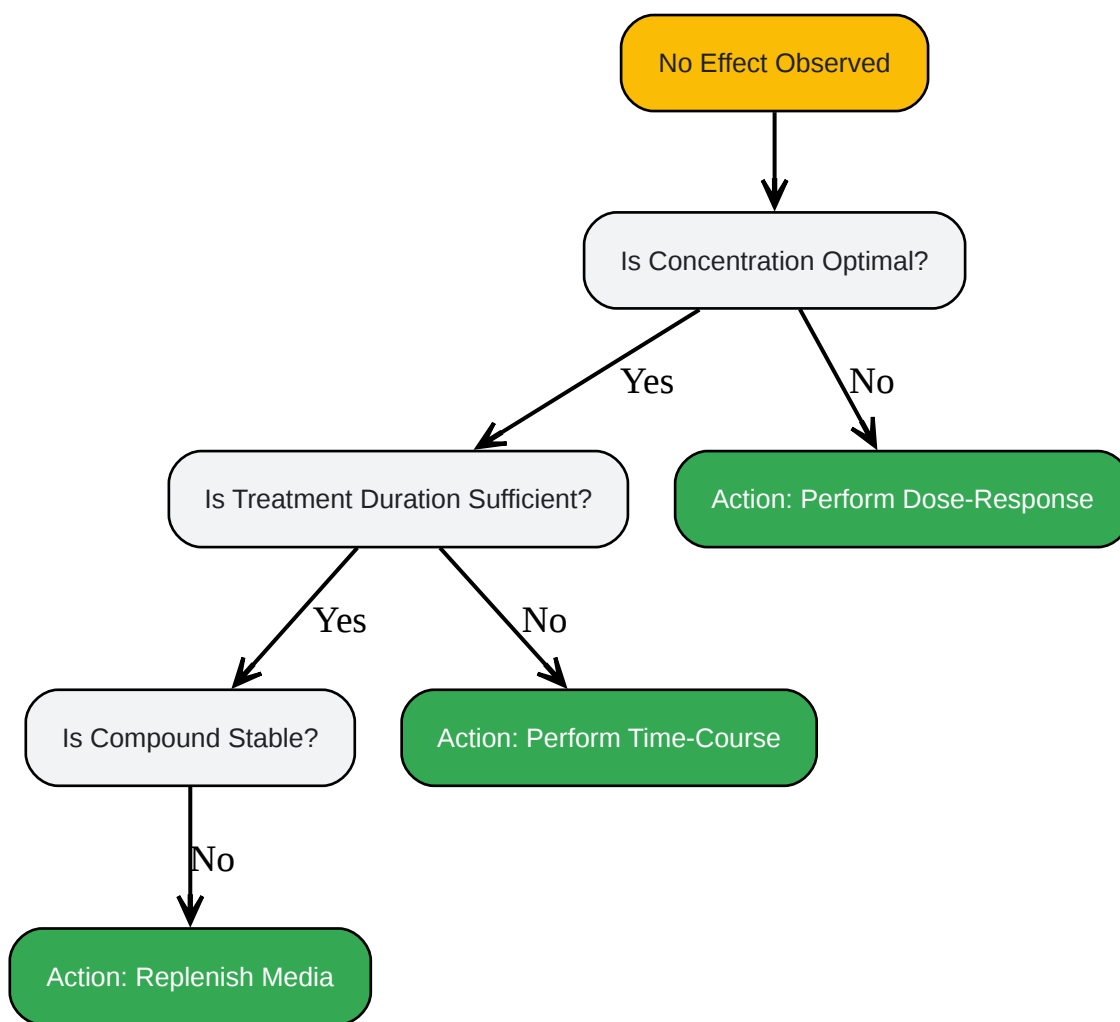 No Effect Observed
Is Concentration Optimal?
Yes
No
Is Treatment Duration Sufficient?
Action: Perform Dose-Response
Yes
No
Is Compound Stable?
Action: Perform Time-Course
No
Action: Replenish Media